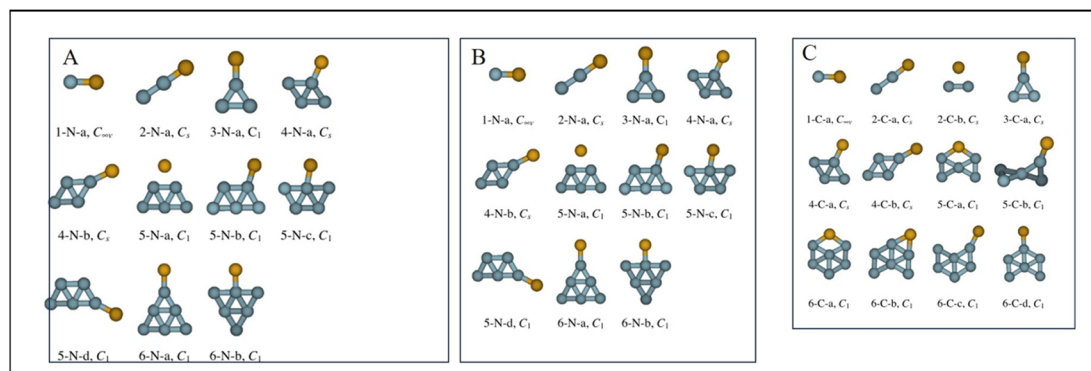 A
1-N-a, C∞v 2-N-a, Cs 3-N-a, C1 4-N-a, Cs
4-N-b, Cs 5-N-a, C1 5-N-b, C1 5-N-c, C1
5-N-d, C1 6-N-a, C1 6-N-b, C1
B
1-N-a, C∞v 2-N-a, Cs 3-N-a, C1 4-N-a, Cs
4-N-b, Cs 5-N-a, C1 5-N-b, C1 5-N-c, C1
5-N-d, C1 6-N-a, C1 6-N-b, C1
C
1-C-a, C∞v 2-C-a, Cs 2-C-b, Cs 3-C-a, Cs
4-C-a, Cs 4-C-b, Cs 5-C-a, C1 5-C-b, C1
6-C-a, C1 6-C-b, C1 6-C-c, C1 6-C-d, C1